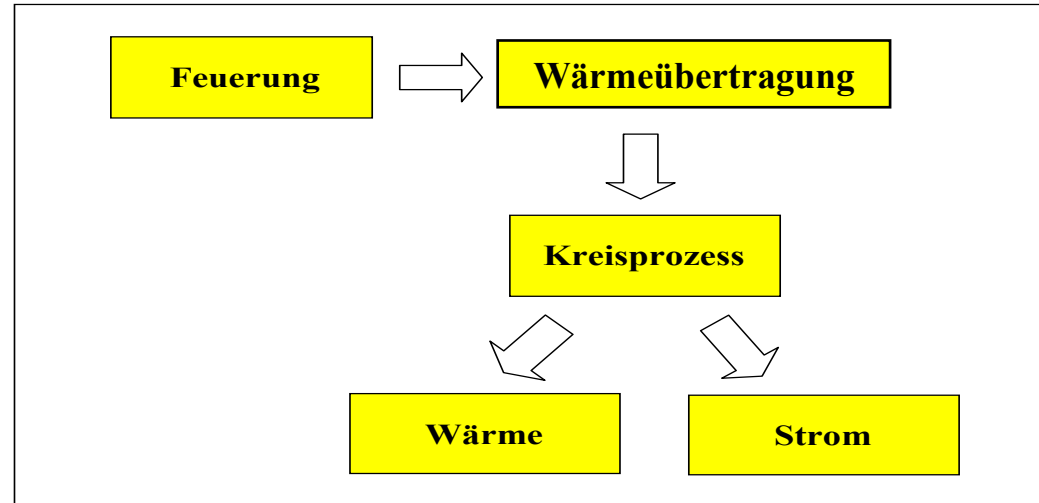 Feuerung
Wärmeübertragung
Kreisprozess
Wärme
Strom